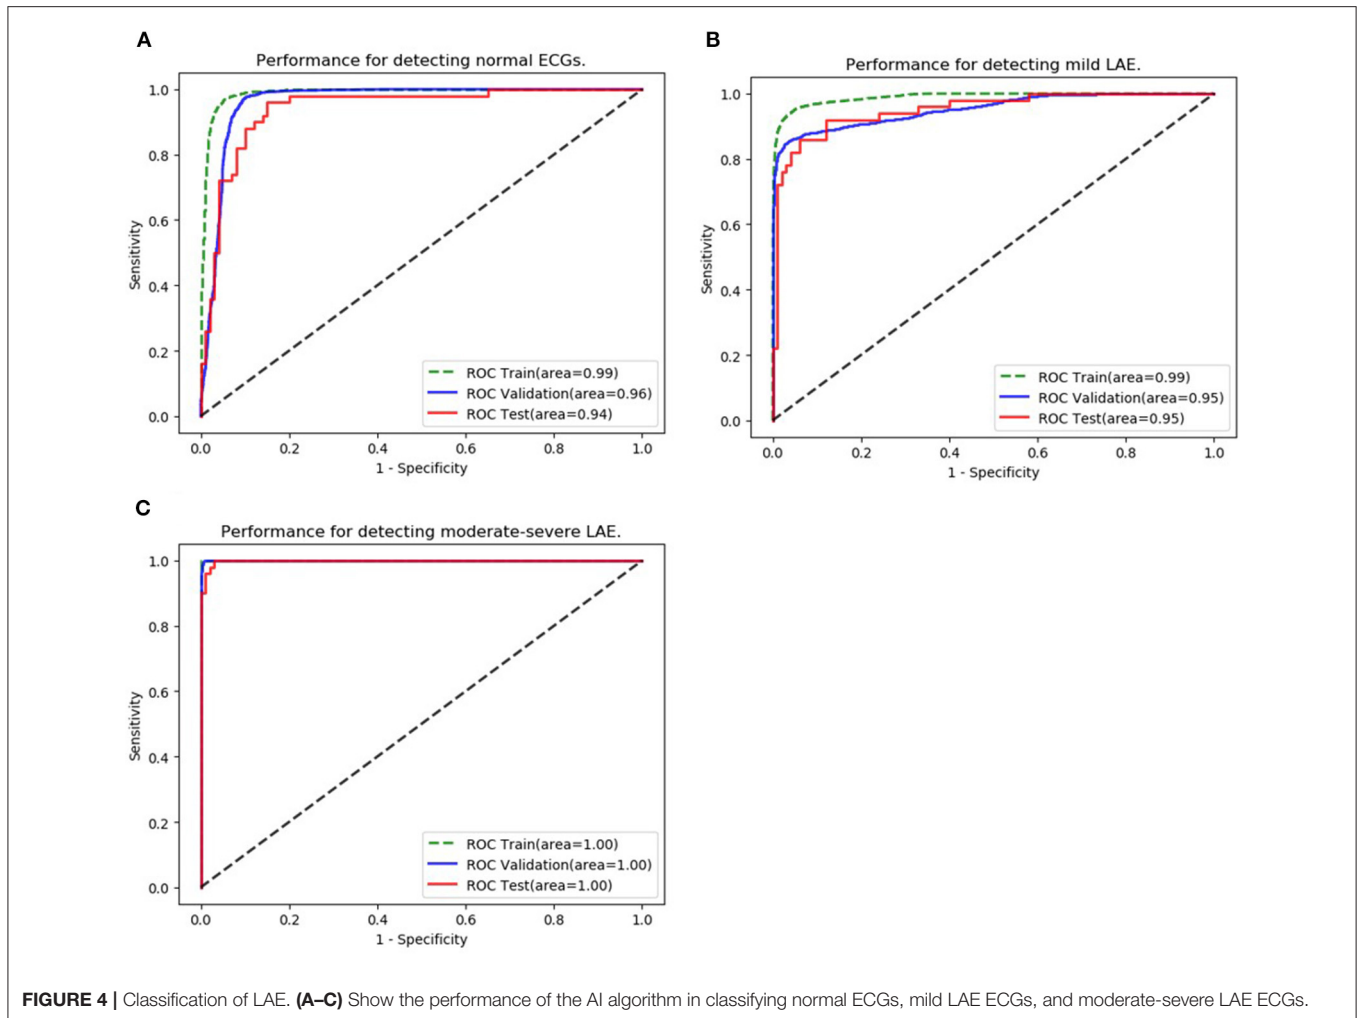 A
Performance for detecting normal ECGs.
1.0
0.8
0.6
0.4
0.2
0.0
Sensitivity
ROC Train(area=0.99)
ROC Validation(area=0.96)
ROC Test(area=0.94)
0.0 0.2 0.4 0.6 0.8 1.0
1 - Specificity
B
Performance for detecting mild LAE.
1.0
0.8
0.6
0.4
0.2
0.0
Sensitivity
ROC Train(area=0.99)
ROC Validation(area=0.95)
ROC Test(area=0.95)
0.0 0.2 0.4 0.6 0.8 1.0
1 - Specificity
C
Performance for detecting moderate-severe LAE.
1.0
0.8
0.6
0.4
0.2
0.0
Sensitivity
ROC Train(area=1.00)
ROC Validation(area=1.00)
ROC Test(area=1.00)
0.0 0.2 0.4 0.6 0.8 1.0
1 - Specificity
FIGURE 4 | Classification of LAE. (A–C) Show the performance of the AI algorithm in classifying normal ECGs, mild LAE ECGs, and moderate-severe LAE ECGs.